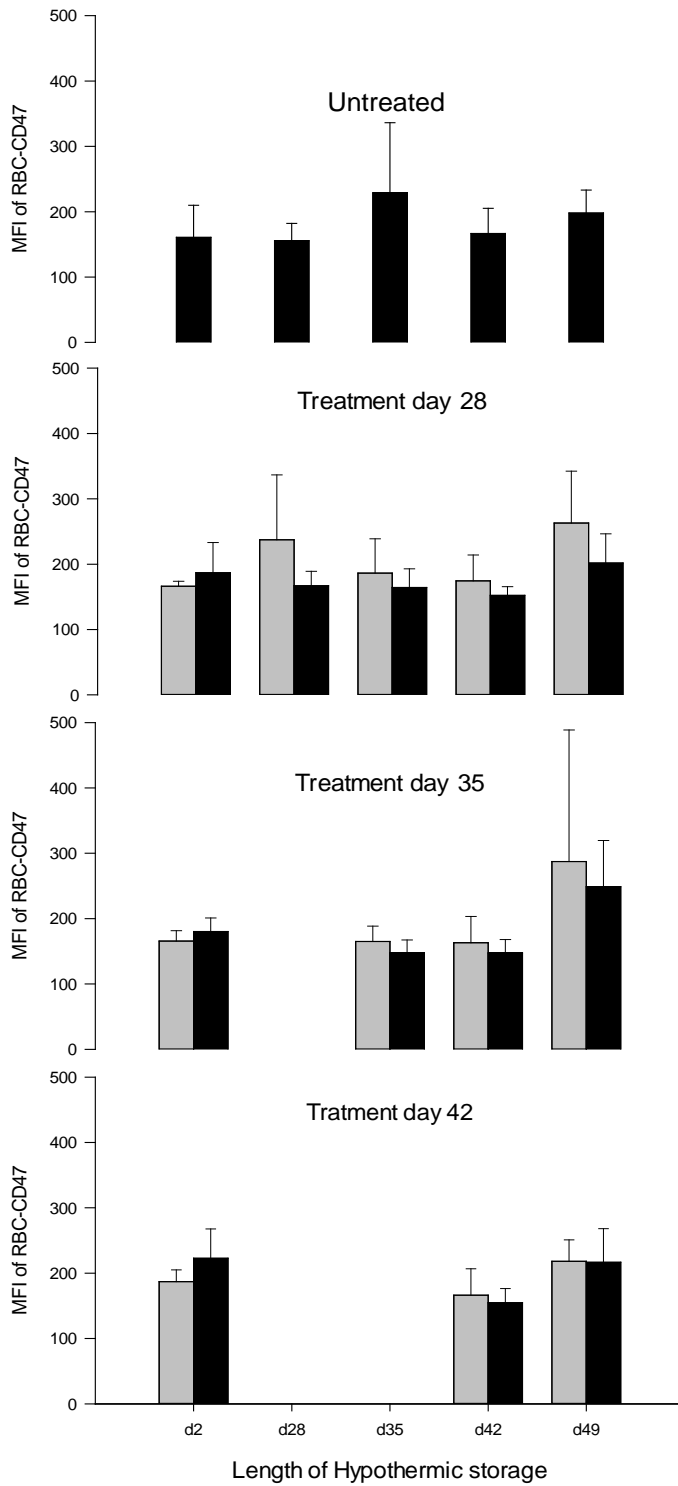 500
400
Untreated
300
200
100
0
MFI of RBC-CD47
500
Treatment day 28
400
300
200
100
0
MFI of RBC-CD47
500
400
Treatment day 35
300
200
100
0
MFI of RBC-CD47
500
Tratment day 42
400
300
200
100
0
MFI of RBC-CD47
d2 d28 d35 d42 d49
Length of Hypothermic storage